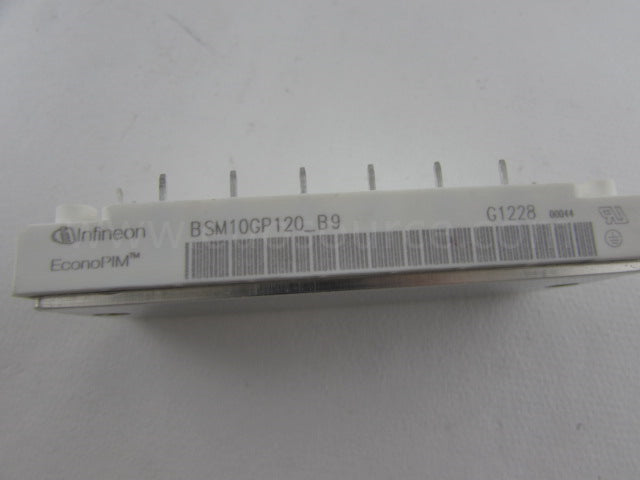 Infineon
EconoPIM™
BSM10GP120_B9
G1228 00044